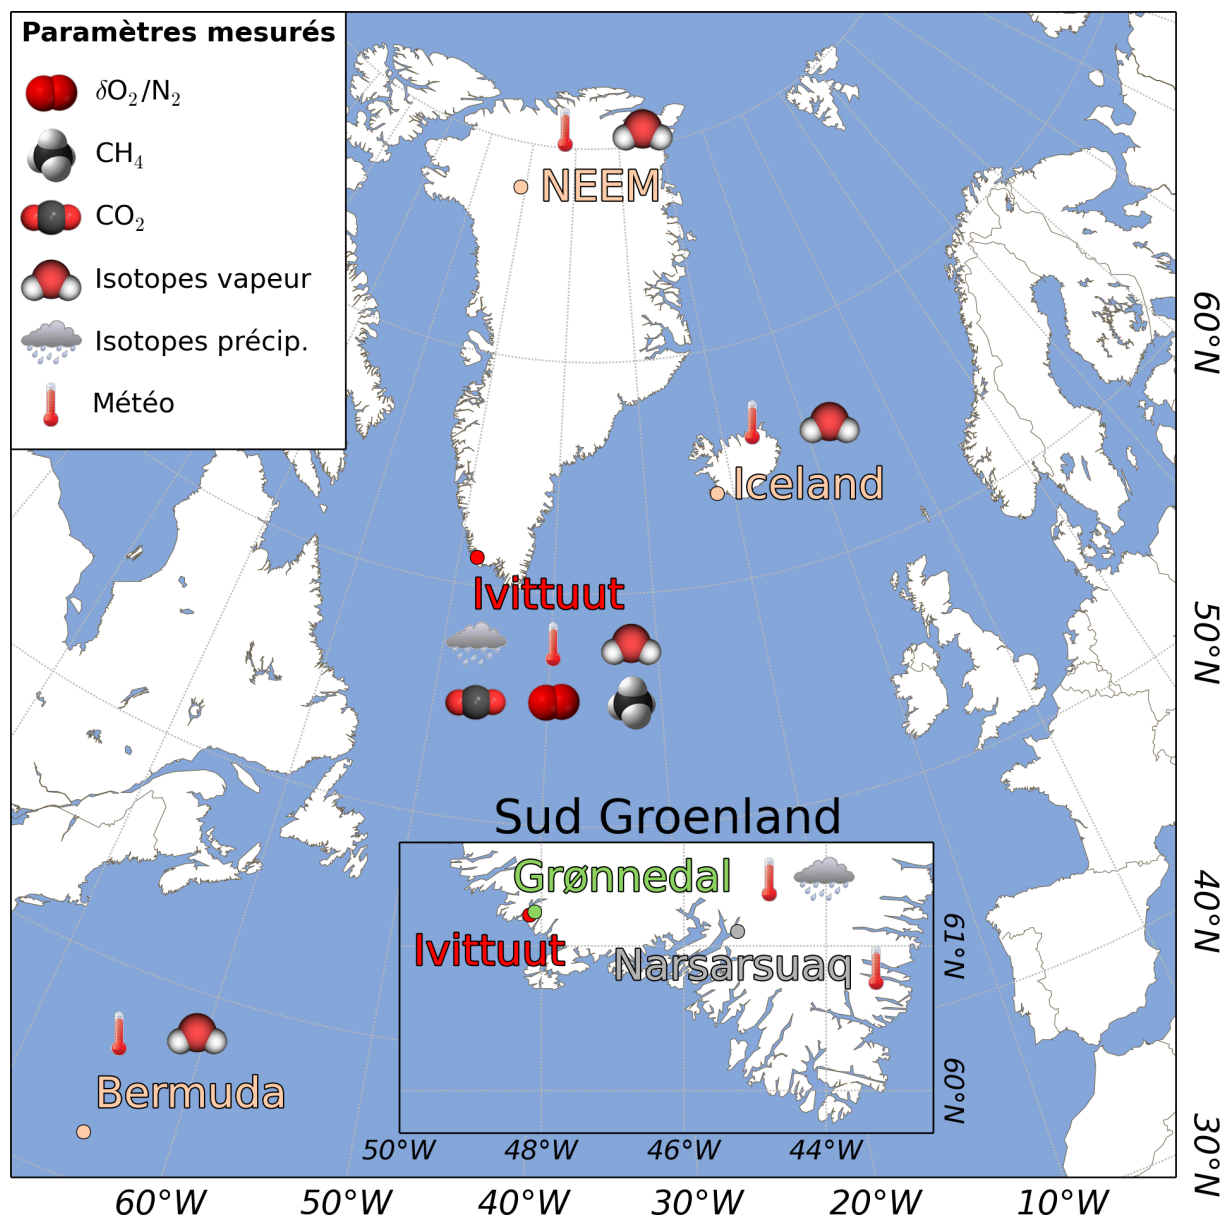 Paramètres mesurés
δO₂/N₂
CH₄
CO₂
Isotopes vapeur
Isotopes précip.
Météo
NEEM
Iceland
Ivittuut
Sud Groenland
Grønnedal
Ivittuut
Narsarsuaq
Bermuda
61°N
60°N
50°W 48°W 46°W 44°W
60°N
50°N
40°N
30°N
60°W 50°W 40°W 30°W 20°W 10°W